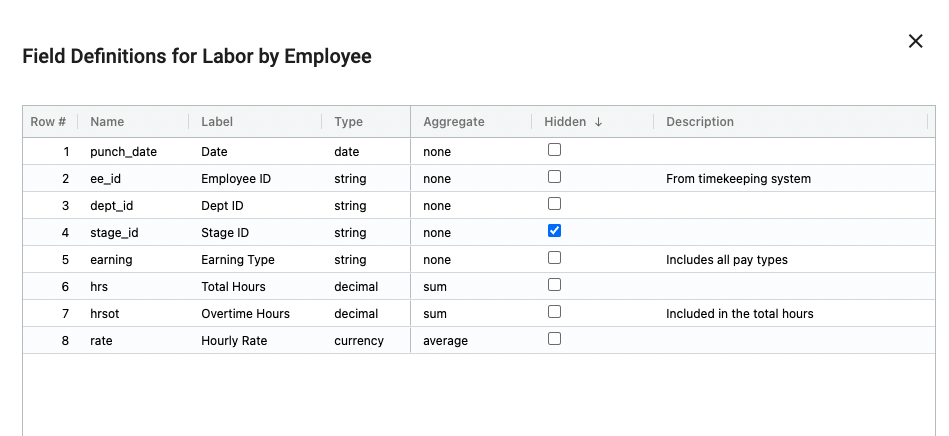 Field Definitions for Labor by Employee
Row # Name Label Type Aggregate Hidden ↓ Description
1 punch_date Date date none
2 ee_id Employee ID string none From timekeeping system
3 dept_id Dept ID string none
4 stage_id Stage ID string none
5 earning Earning Type string none Includes all pay types
6 hrs Total Hours decimal sum
7 hrsot Overtime Hours decimal sum Included in the total hours
8 rate Hourly Rate currency average